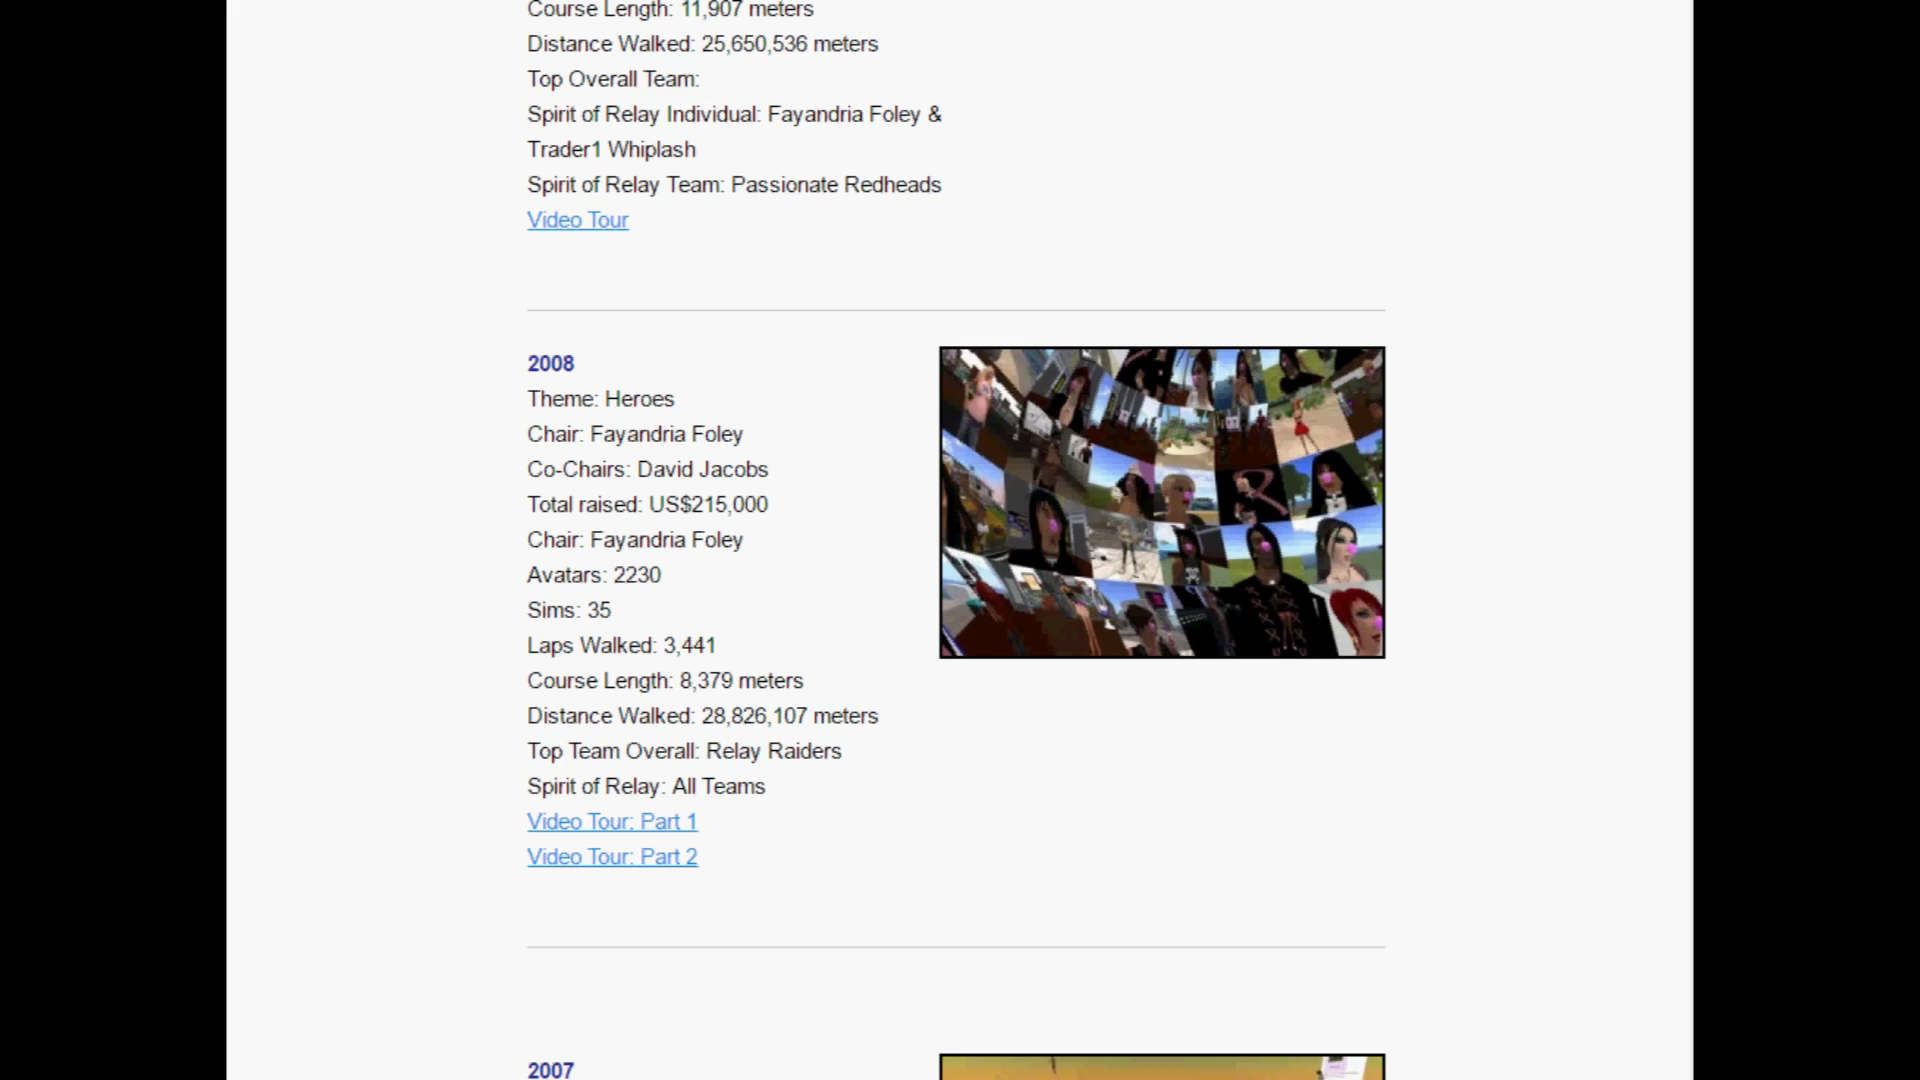 Course Length: 11,907 meters
Distance Walked: 25,650,536 meters
Top Overall Team:
Spirit of Relay Individual: Fayandria Foley &
Trader1 Whiplash
Spirit of Relay Team: Passionate Redheads
Video Tour
2008
Theme: Heroes
Chair: Fayandria Foley
Co-Chairs: David Jacobs
Total raised: US$215,000
Chair: Fayandria Foley
Avatars: 2230
Sims: 35
Laps Walked: 3,441
Course Length: 8,379 meters
Distance Walked: 28,826,107 meters
Top Team Overall: Relay Raiders
Spirit of Relay: All Teams
Video Tour: Part 1
Video Tour: Part 2
2007